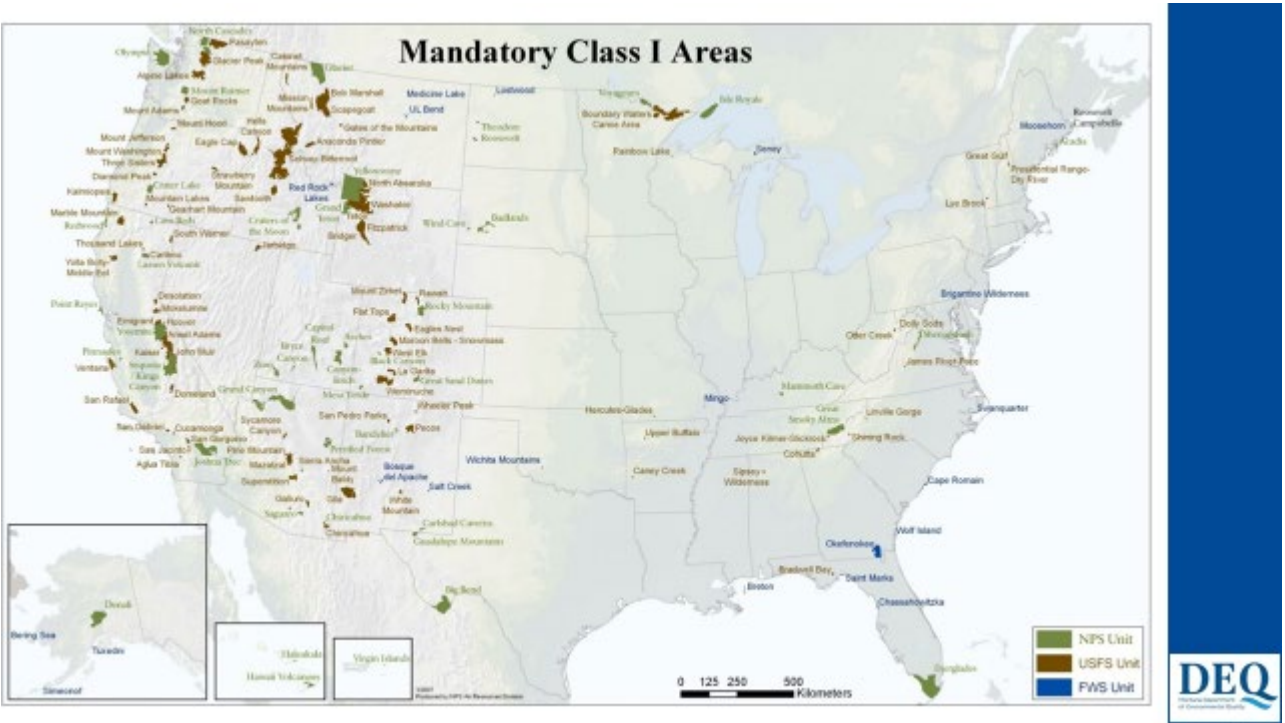 Mandatory Class I Areas
North Cascades
Pasayten
Olympic
Glacier Peak
Cabinet
Mountains
Glacier
Alpine Lakes
Mount Rainier
Goat Rocks
Mission
Mountains
Bob Marshall
Scapegoat
Medicine Lake
UL Bend
Lostwood
Voyageurs
Isle Royale
Boundary Waters
Canoe Area
Mount Adams
Mount Hood
Hells
Canyon
Gates of the Mountains
Theodore
Roosevelt
Moosehorn
Roosevelt
Campobello
Acadia
Mount Jefferson
Eagle Cap
Anaconda Pintler
Mount Washington
Three Sisters
Selway Bitterroot
Rainbow Lake
Seney
Great Gulf
Presidential Range-
Dry River
Diamond Peak
Strawberry
Mountain
Yellowstone
North Absaroka
Kalmiopsis
Crater Lake
Mountain Lakes
Sawtooth
Red Rock
Lakes
Washakie
Lye Brook
Gearhart Mountain
Grand
Teton
Marble Mountain
Redwood
Lava Beds
Craters of
the Moon
Fitzpatrick
Bridger
Wind Cave
Badlands
South Warner
Thousand Lakes
Caribou
Lassen Volcanic
Jarbidge
Yolla Bolly-
Middle Eel
Desolation
Mokelumne
Mount Zirkel
Rawah
Rocky Mountain
Brigantine Wilderness
Point Reyes
Emigrant
Hoover
Yosemite
Ansel Adams
Flat Tops
Eagles Nest
Maroon Bells - Snowmass
Capitol
Reef
Arches
Otter Creek
Dolly Sods
Shenandoah
Pinnacles
Kaiser
John Muir
Bryce
Canyon
West Elk
Black Canyon
James River Face
Ventana
Sequoia
Kings
Canyon
Zion
Canyon-
lands
La Garita
Great Sand Dunes
Weminuche
Mammoth Cave
Domeland
Grand Canyon
Mesa Verde
San Rafael
Wheeler Peak
Hercules-Glades
Mingo
Great
Smoky Mtns
Linville Gorge
Swanquarter
Sycamore
Canyon
San Pedro Parks
San Gabriel
Cucamonga
Bandelier
Pecos
Upper Buffalo
Joyce Kilmer-Slickrock
Shining Rock
San Gorgonio
San Jacinto
Pine Mountain
Petrified Forest
Cohutta
Agua Tibia
Joshua Tree
Mazatzal
Sierra Ancha
Mount
Baldy
Bosque
del Apache
Wichita Mountains
Caney Creek
Sipsey
Wilderness
Superstition
Salt Creek
Cape Romain
Galiuro
Gila
White
Mountain
Saguaro
Chiricahua
Chiricahua
Carlsbad Caverns
Guadalupe Mountains
Wolf Island
Okefenokee
Bradwell Bay
Saint Marks
Breton
Chassahowitzka
Big Bend
Denali
Bering Sea
Tuxedni
Simeonof
Haleakala
Hawaii Volcanoes
Virgin Islands
Everglades
0 125 250 500
Kilometers
NPS Unit
USFS Unit
FWS Unit
DEQ